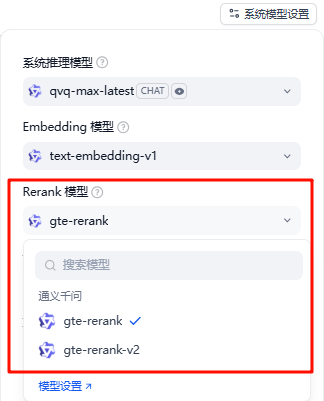 系统模型设置
系统推理模型
qvq-max-latest CHAT
Embedding 模型
text-embedding-v1
Rerank 模型
gte-rerank
搜索模型
通义千问
gte-rerank
gte-rerank-v2
模型设置